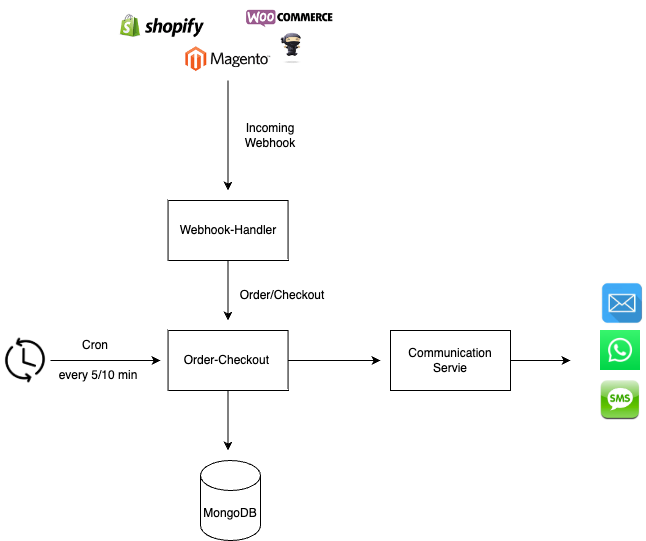 shopify
WOO COMMERCE
Magento
Incoming
Webhook
Webhook-Handler
Order/Checkout
Cron
every 5/10 min
Order-Checkout
Communication
Servie
SMS
MongoDB